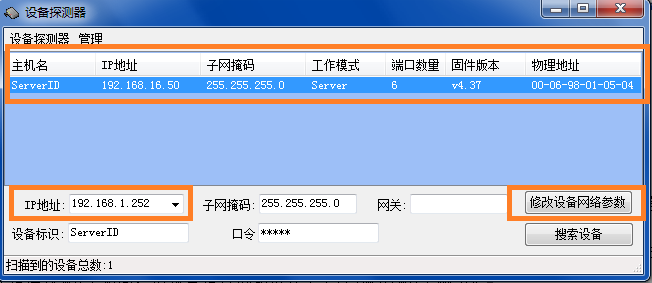 设备探测器
设备探测器 管理
主机名 IP地址 子网掩码 工作模式 端口数量 固件版本 物理地址
ServerID 192.168.16.50 255.255.255.0 Server 6 v4.37 00-06-98-01-05-04
IP地址: 192.168.1.252 子网掩码: 255.255.255.0 网关: 修改设备网络参数
设备标识: ServerID 口令 ***** 搜索设备
扫描到的设备总数:1